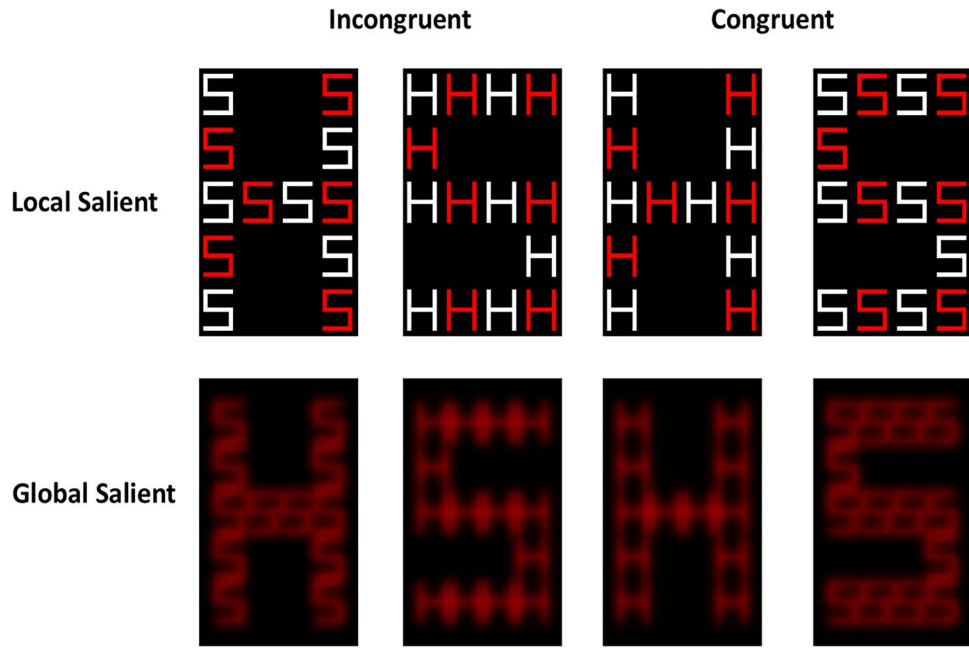 Incongruent Congruent
Local Salient
S S H H H H H H S S S S
S S H H H S
S S S S H H H H H H H H S S S S
S S H H H S
S S H H H H H H S S S S
Global Salient
H S H S